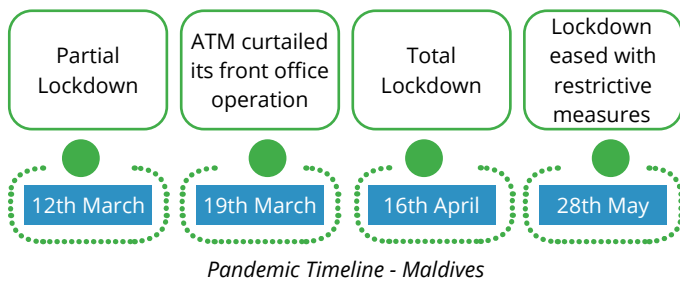 Partial
Lockdown
ATM curtailed
its front office
operation
Total
Lockdown
Lockdown
eased with
restrictive
measures
12th March
19th March
16th April
28th May
Pandemic Timeline - Maldives